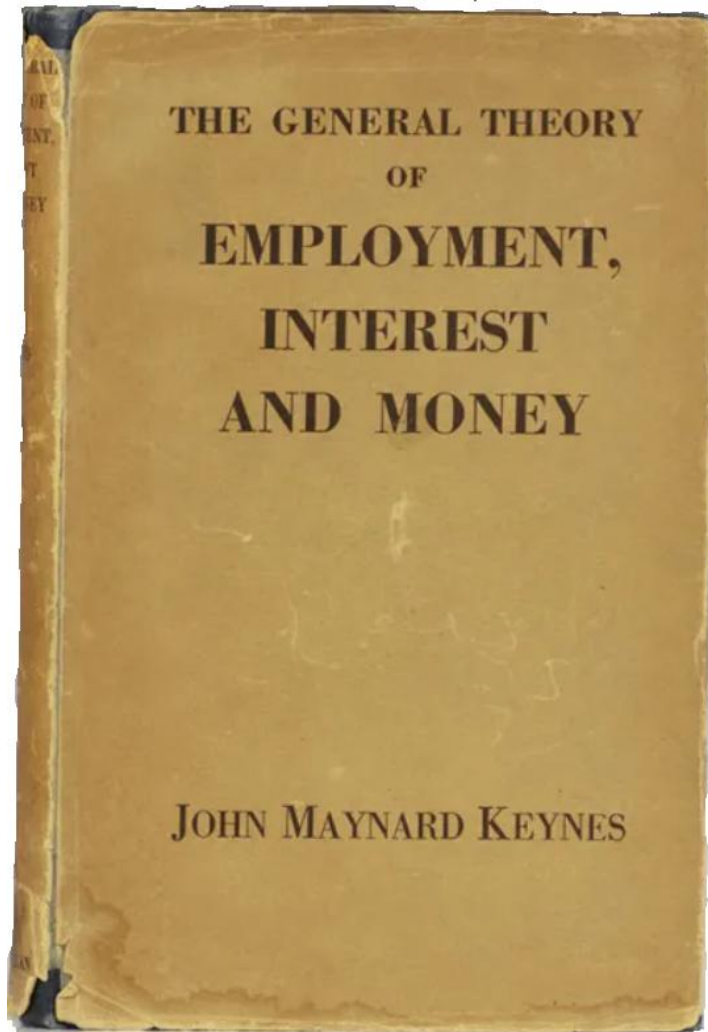 THE GENERAL THEORY
OF
EMPLOYMENT,
INTEREST
AND MONEY
JOHN MAYNARD KEYNES